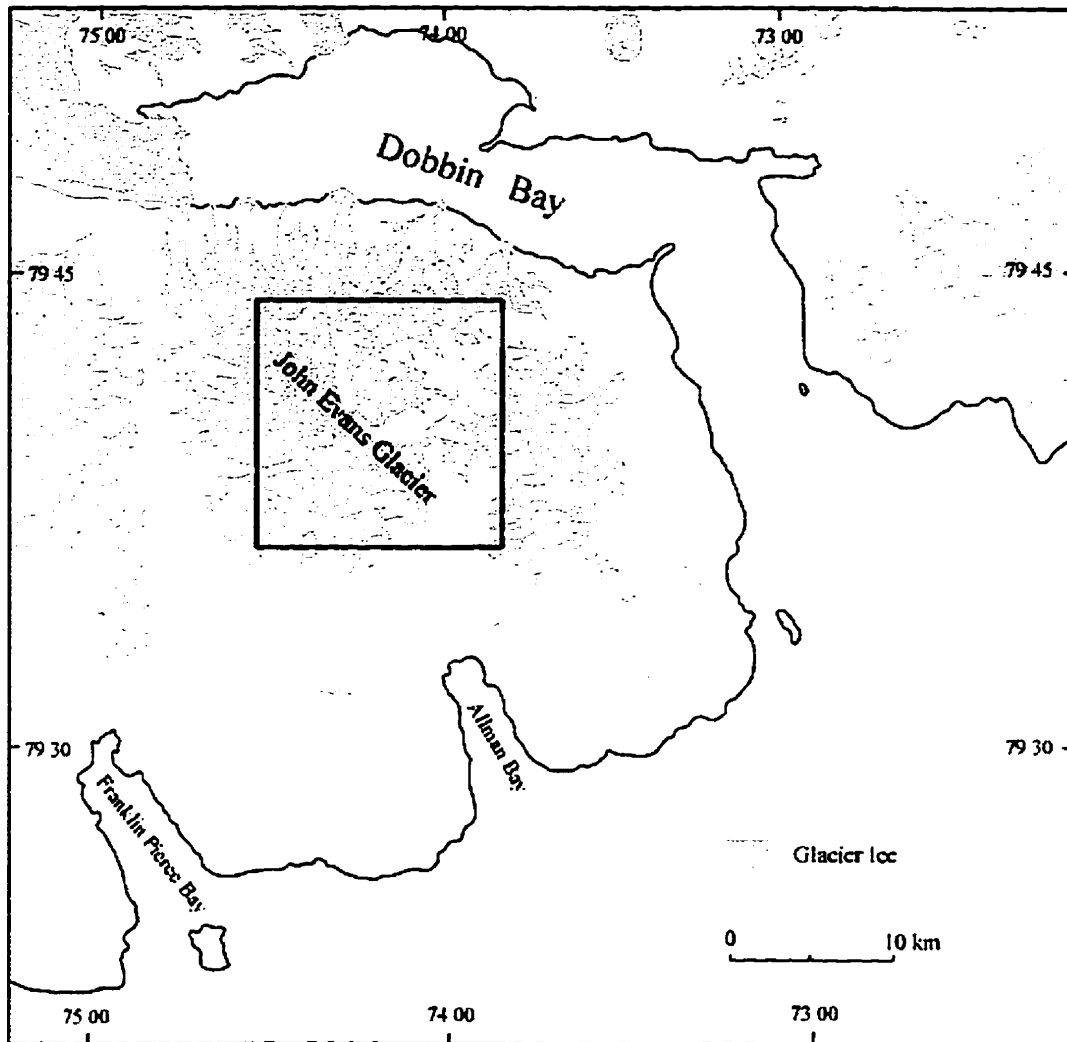 75 00
74 00
73 00
Dobbin Bay
79 45
79 45
John Evans Glacier
Allman Bay
79 30
79 30
Franklin Pierce Bay
Glacier Ice
0
10 km
75 00
74 00
73 00